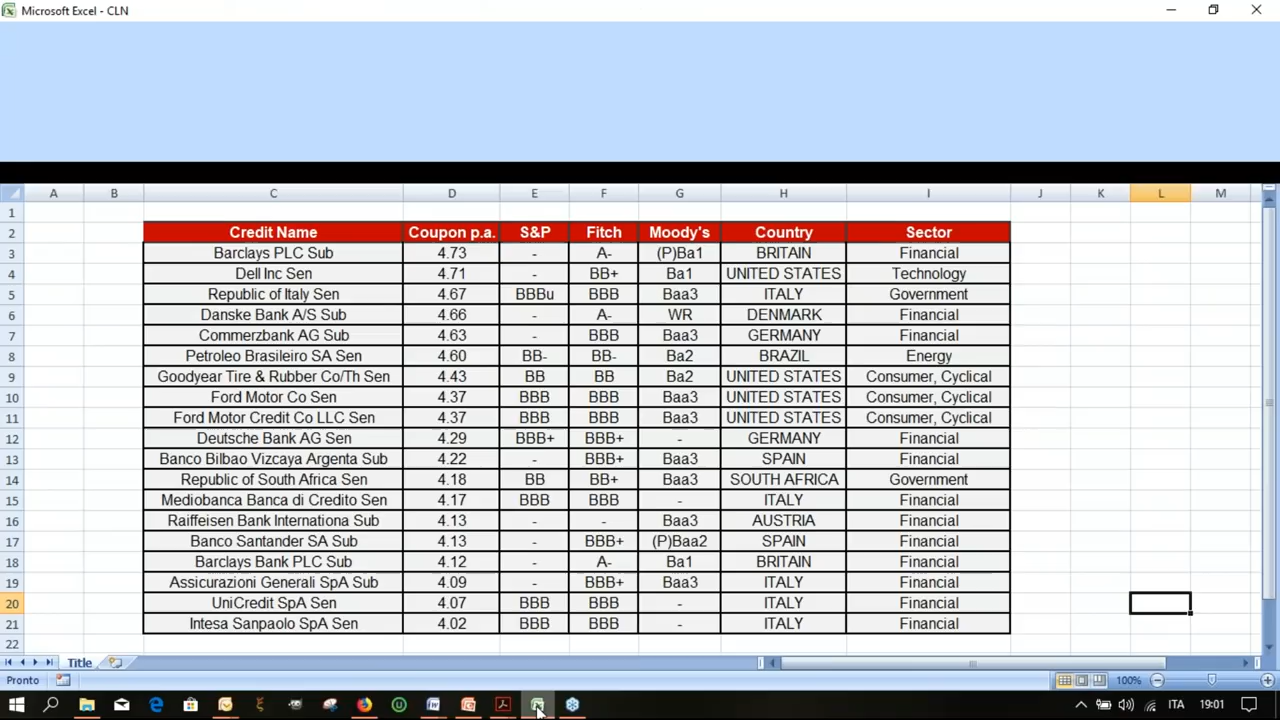 Microsoft Excel - CLN
A B C D E F G H I J K L M
1
2 Credit Name Coupon p.a. S&P Fitch Moody's Country Sector
3 Barclays PLC Sub 4.73 - A- (P)Ba1 BRITAIN Financial
4 Dell Inc Sen 4.71 - BB+ Ba1 UNITED STATES Technology
5 Republic of Italy Sen 4.67 BBBu BBB Baa3 ITALY Government
6 Danske Bank A/S Sub 4.66 - A- WR DENMARK Financial
7 Commerzbank AG Sub 4.63 - BBB Baa3 GERMANY Financial
8 Petroleo Brasileiro SA Sen 4.60 BB- BB- Ba2 BRAZIL Energy
9 Goodyear Tire & Rubber Co/Th Sen 4.43 BB BB Ba2 UNITED STATES Consumer, Cyclical
10 Ford Motor Co Sen 4.37 BBB BBB Baa3 UNITED STATES Consumer, Cyclical
11 Ford Motor Credit Co LLC Sen 4.37 BBB BBB Baa3 UNITED STATES Consumer, Cyclical
12 Deutsche Bank AG Sen 4.29 BBB+ BBB+ - GERMANY Financial
13 Banco Bilbao Vizcaya Argenta Sub 4.22 - BBB+ Baa3 SPAIN Financial
14 Republic of South Africa Sen 4.18 BB BB+ Baa3 SOUTH AFRICA Government
15 Mediobanca Banca di Credito Sen 4.17 BBB BBB - ITALY Financial
16 Raiffeisen Bank Internationa Sub 4.13 - - Baa3 AUSTRIA Financial
17 Banco Santander SA Sub 4.13 - BBB+ (P)Baa2 SPAIN Financial
18 Barclays Bank PLC Sub 4.12 - A- Ba1 BRITAIN Financial
19 Assicurazioni Generali SpA Sub 4.09 - BBB+ Baa3 ITALY Financial
20 UniCredit SpA Sen 4.07 BBB BBB - ITALY Financial
21 Intesa Sanpaolo SpA Sen 4.02 BBB BBB - ITALY Financial
22
Title
Pronto 100%
ITA 19:01